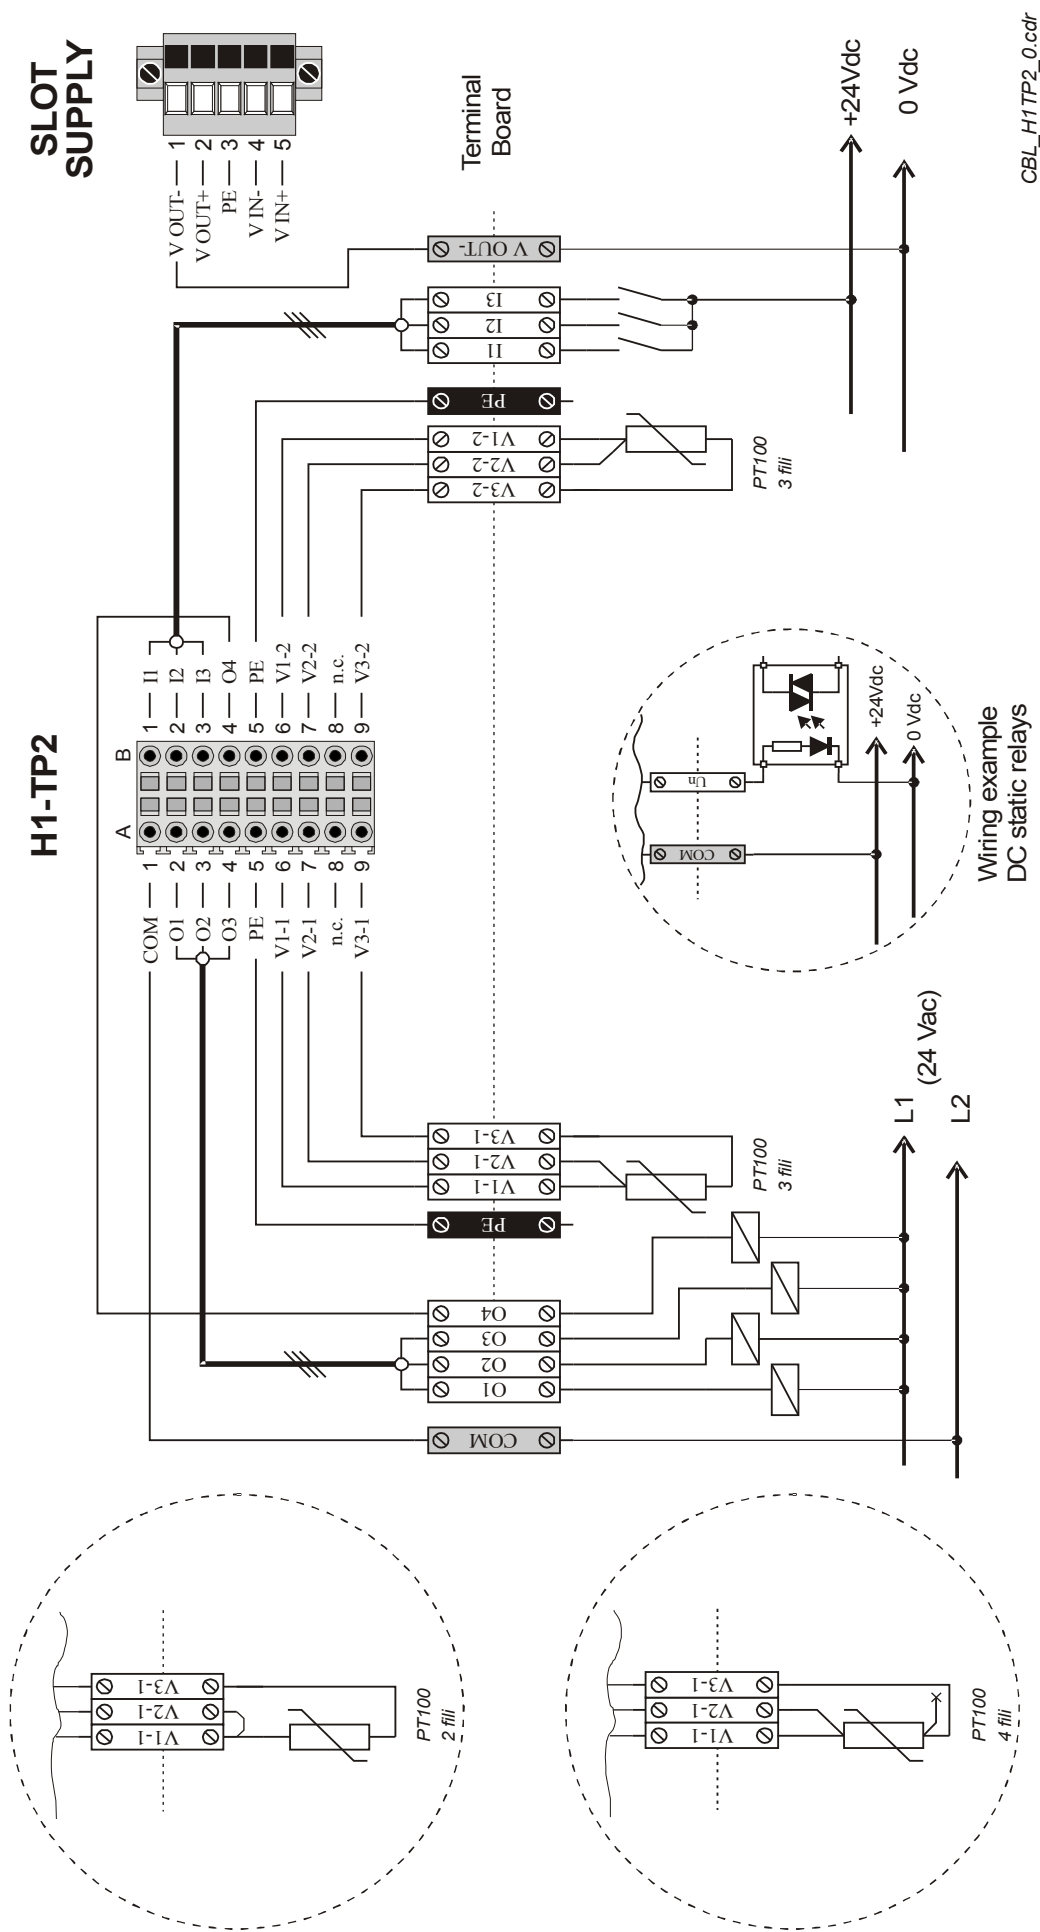 H1-TP2
SLOT
SUPPLY
A
B
COM 1
O1 2
O2 3
O3 4
PE 5
V1-1 6
V2-1 7
n.c. 8
V3-1 9
1 I1
2 I2
3 I3
4 O4
5 PE
6 V1-2
7 V2-2
8 n.c.
9 V3-2
V OUT- 1
V OUT+ 2
PE 3
V IN- 4
V IN+ 5
Terminal
Board
COM
O1
O2
O3
O4
PE
V1-1
V2-1
V3-1
V3-2
V2-2
V1-2
PE
I1
I2
I3
V OUT-
PT100
3 fili
PT100
3 fili
L1
(24 Vac)
L2
+24Vdc
0 Vdc
COM
Un
+24Vdc
0 Vdc
Wiring example
DC static relays
V1-1
V2-1
V3-1
PT100
2 fili
V1-1
V2-1
V3-1
PT100
4 fili
CBL_H1TP2_0.cdr